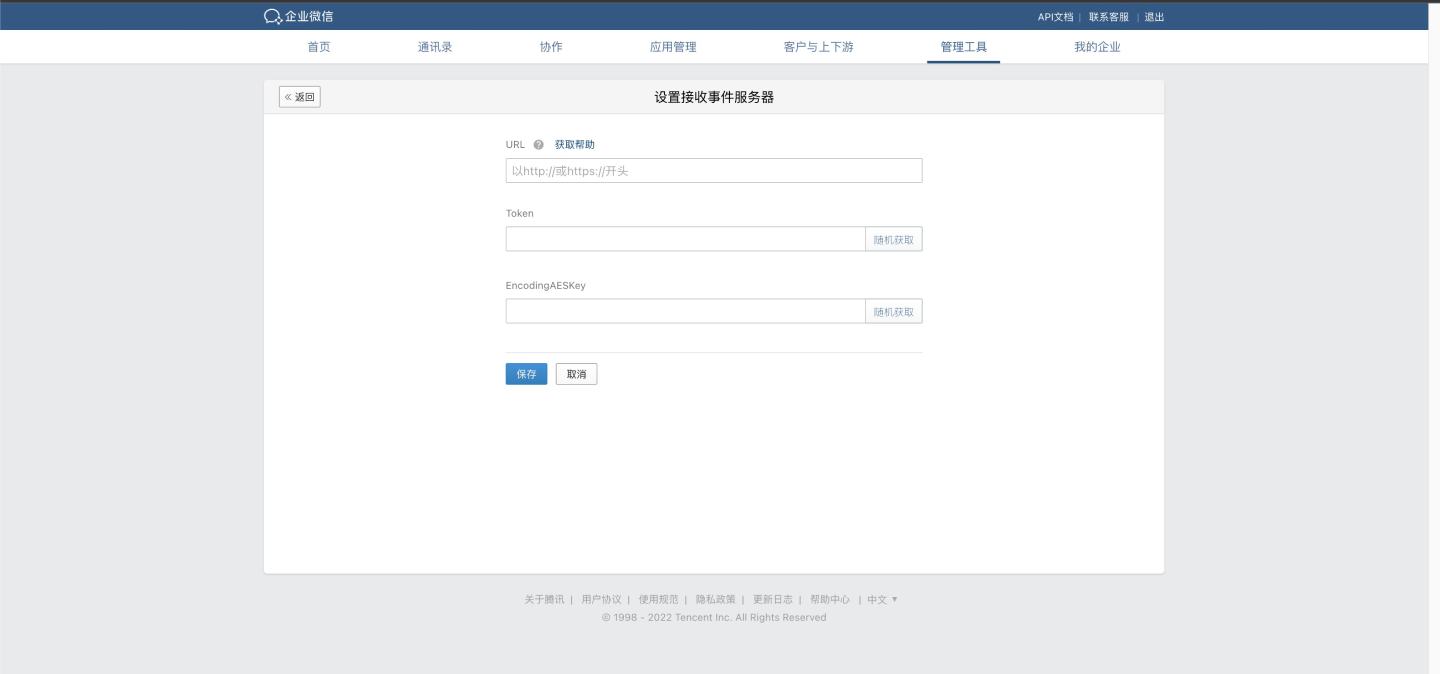 企业微信 API文档 | 联系客服 | 退出
首页 通讯录 协作 应用管理 客户与上下游 管理工具 我的企业
« 返回 设置接收事件服务器
URL ? 获取帮助
以http://或https://开头
Token
随机获取
EncodingAESKey
随机获取
保存 取消
关于腾讯 | 用户协议 | 使用规范 | 隐私政策 | 更新日志 | 帮助中心 | 中文 ▼
© 1998 - 2022 Tencent Inc. All Rights Reserved